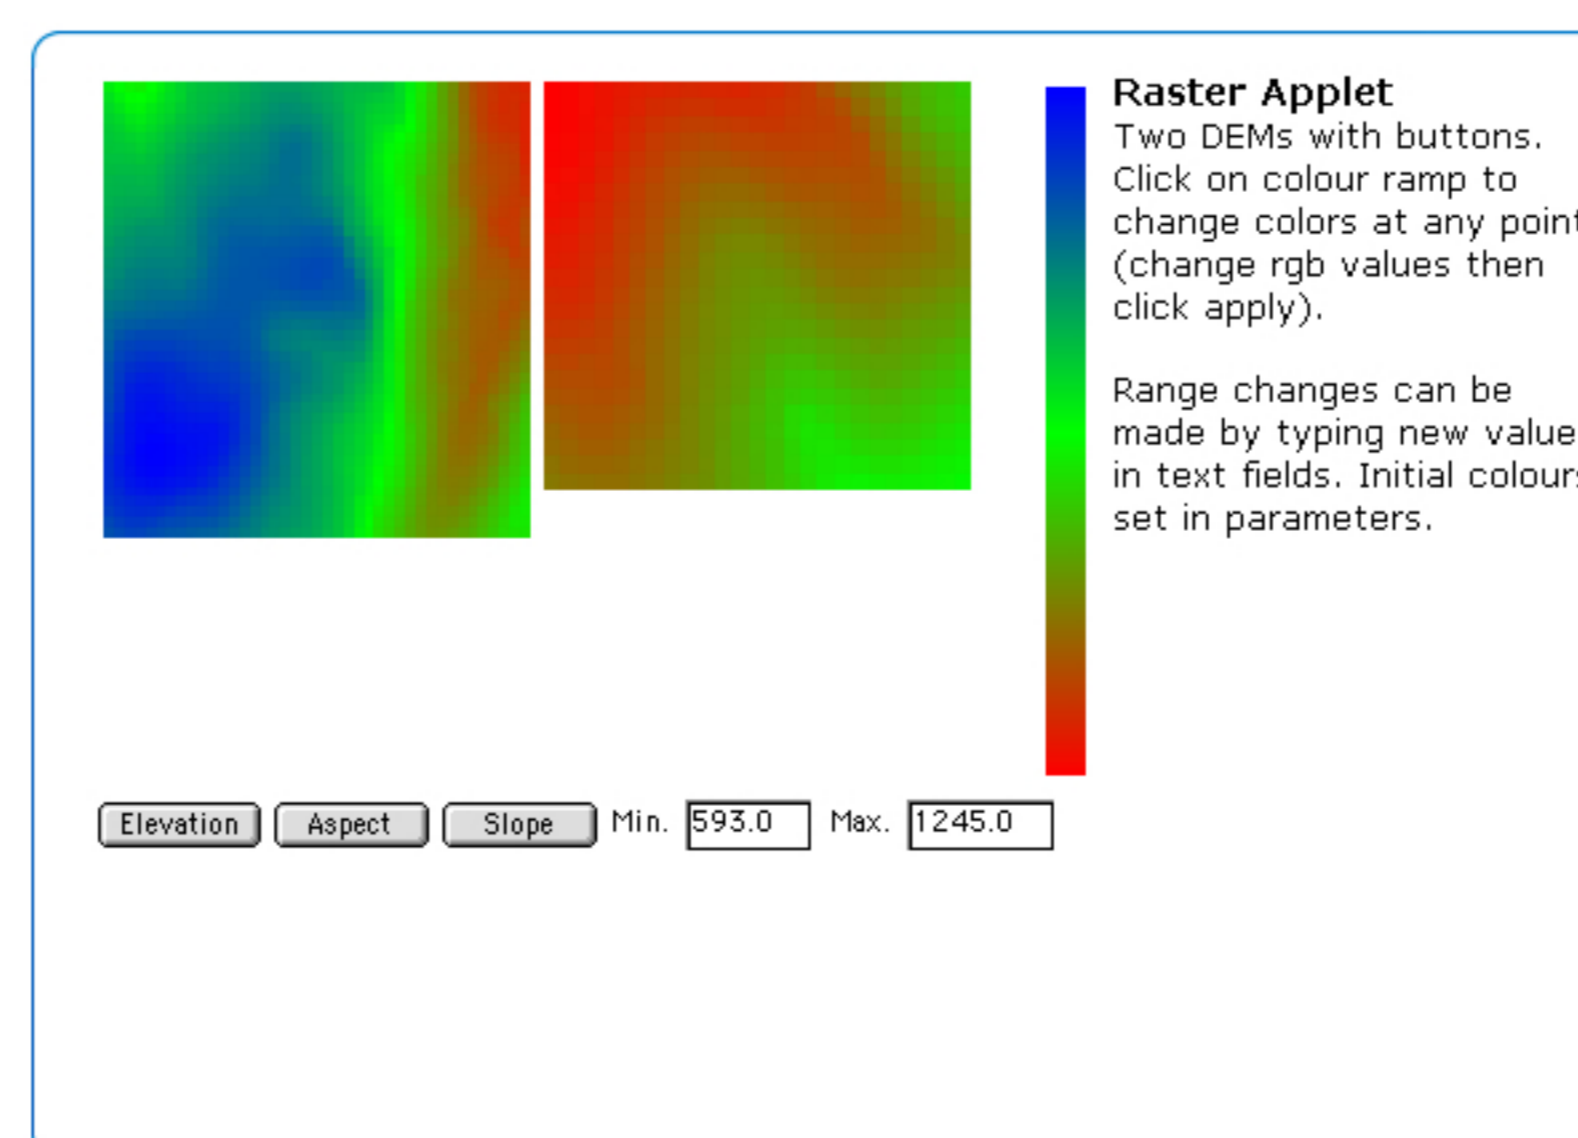 Raster Applet
Two DEMs with buttons.
Click on colour ramp to
change colors at any point
(change rgb values then
click apply).
Range changes can be
made by typing new value
in text fields. Initial colours
set in parameters.
Elevation Aspect Slope Min. 593.0 Max. 1245.0